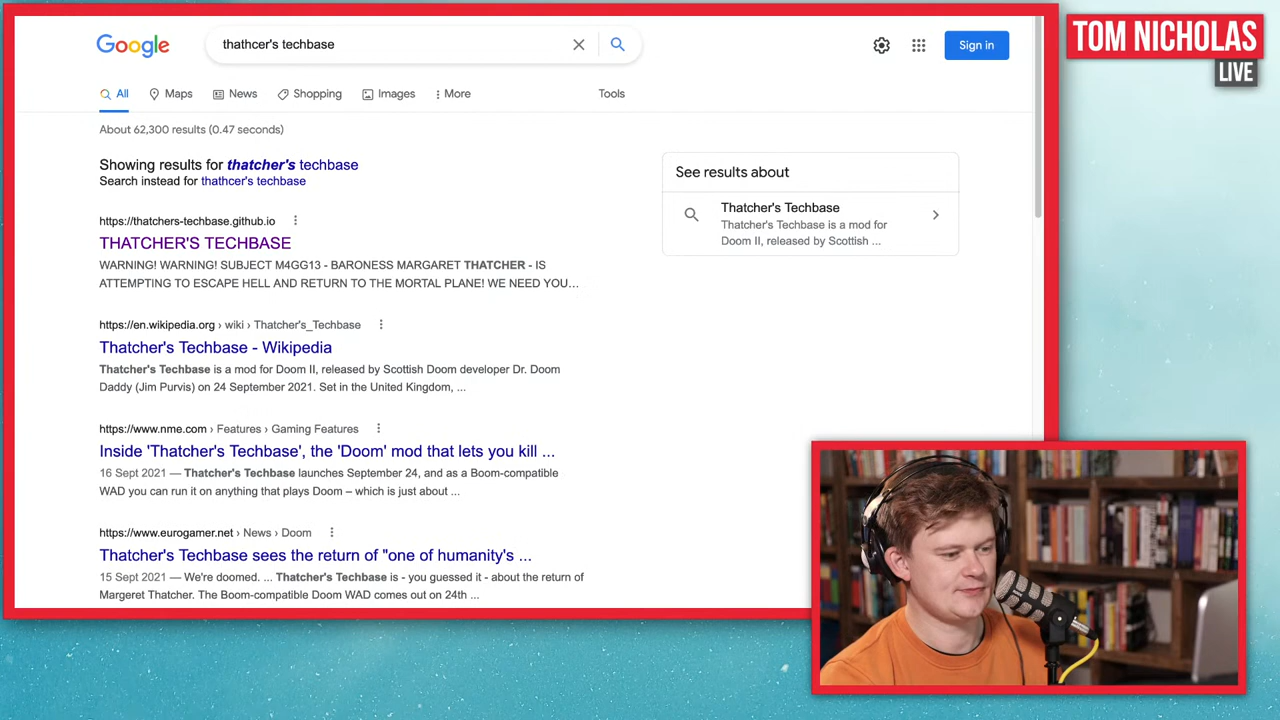 TOM NICHOLAS
LIVE
Google
thathcer's techbase
Sign in
All
Maps
News
Shopping
Images
More
Tools
About 62,300 results (0.47 seconds)
Showing results for thatcher's techbase
Search instead for thathcer's techbase
https://thatchers-techbase.github.io
THATCHER'S TECHBASE
WARNING! WARNING! SUBJECT M4GG13 - BARONESS MARGARET THATCHER - IS
ATTEMPTING TO ESCAPE HELL AND RETURN TO THE MORTAL PLANE! WE NEED YOU...
https://en.wikipedia.org › wiki › Thatcher's_Techbase
Thatcher's Techbase - Wikipedia
Thatcher's Techbase is a mod for Doom II, released by Scottish Doom developer Dr. Doom
Daddy (Jim Purvis) on 24 September 2021. Set in the United Kingdom, ...
https://www.nme.com › Features › Gaming Features
Inside 'Thatcher's Techbase', the 'Doom' mod that lets you kill ...
16 Sept 2021 — Thatcher's Techbase launches September 24, and as a Boom-compatible
WAD you can run it on anything that plays Doom – which is just about ...
https://www.eurogamer.net › News › Doom
Thatcher's Techbase sees the return of "one of humanity's ...
15 Sept 2021 — We're doomed. ... Thatcher's Techbase is - you guessed it - about the return of
Margaret Thatcher. The Boom-compatible Doom WAD comes out on 24th ...
See results about
Thatcher's Techbase
Thatcher's Techbase is a mod for
Doom II, released by Scottish ...